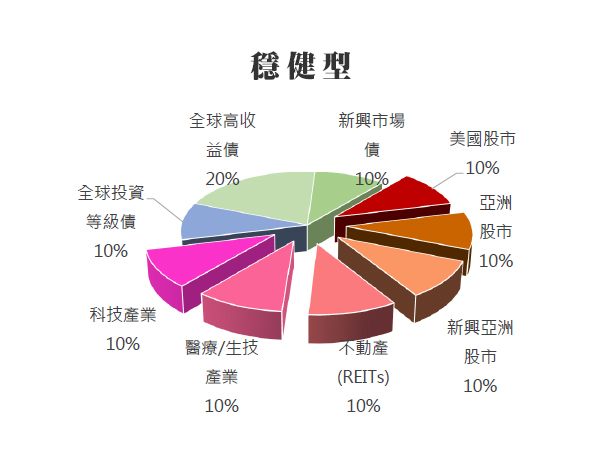 穩健型
全球高收
益債
20%
新興市場
債
10%
美國股市
10%
亞洲
股市
10%
新興亞洲
股市
10%
不動產
(REITs)
10%
醫療/生技
產業
10%
科技產業
10%
全球投資
等級債
10%